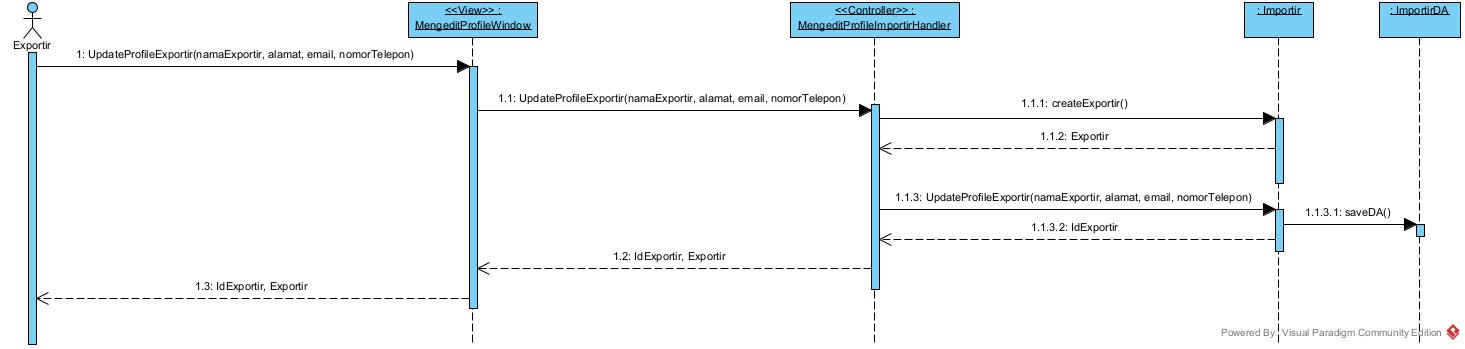 Exportir
<<View>> :
MengeditProfileWindow
<<Controller>> :
MengeditProfileImportirHandler
: Importir
: ImportirDA
1: UpdateProfileExportir(namaExportir, alamat, email, nomorTelepon)
1.1: UpdateProfileExportir(namaExportir, alamat, email, nomorTelepon)
1.1.1: createExportir()
1.1.2: Exportir
1.1.3: UpdateProfileExportir(namaExportir, alamat, email, nomorTelepon)
1.1.3.1: saveDA()
1.1.3.2: IdExportir
1.2: IdExportir, Exportir
1.3: IdExportir, Exportir
Powered By Visual Paradigm Community Edition